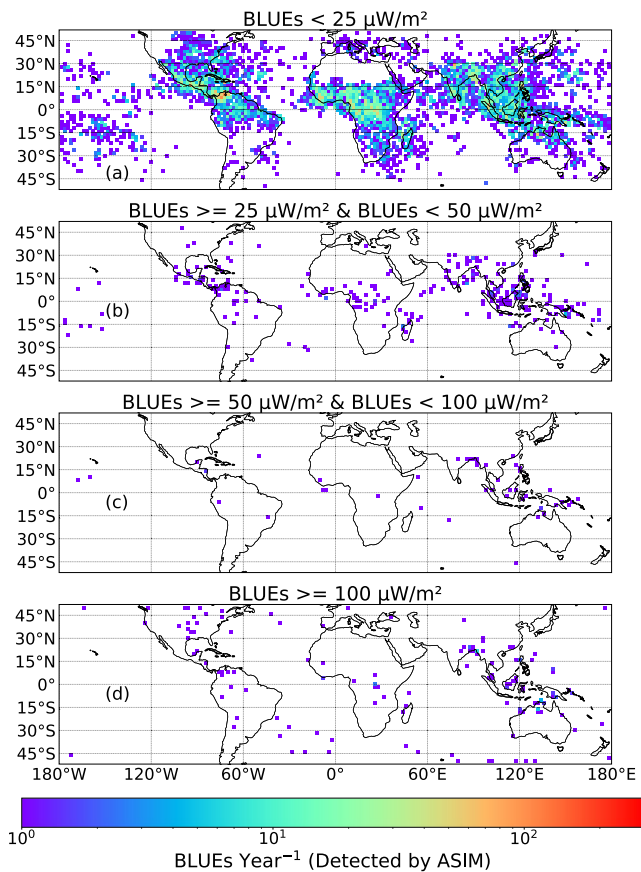 BLUEs < 25 μW/m²
45°N
30°N
15°N
0°
15°S
30°S
45°S
(a)
BLUEs >= 25 μW/m² & BLUEs < 50 μW/m²
45°N
30°N
15°N
0°
15°S
30°S
45°S
(b)
BLUEs >= 50 μW/m² & BLUEs < 100 μW/m²
45°N
30°N
15°N
0°
15°S
30°S
45°S
(c)
BLUEs >= 100 μW/m²
45°N
30°N
15°N
0°
15°S
30°S
45°S
(d)
180°W 120°W 60°W 0° 60°E 120°E 180°E
10⁰ 10¹ 10²
BLUEs Year⁻¹ (Detected by ASIM)